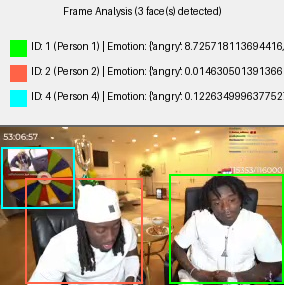 Frame Analysis (3 face(s) detected)
ID: 1 (Person 1) | Emotion: {'angry': 8.725718113694416,
ID: 2 (Person 2) | Emotion: {'angry': 0.014630501391366
ID: 4 (Person 4) | Emotion: {'angry': 0.122634999637752
53:06:57
/116000